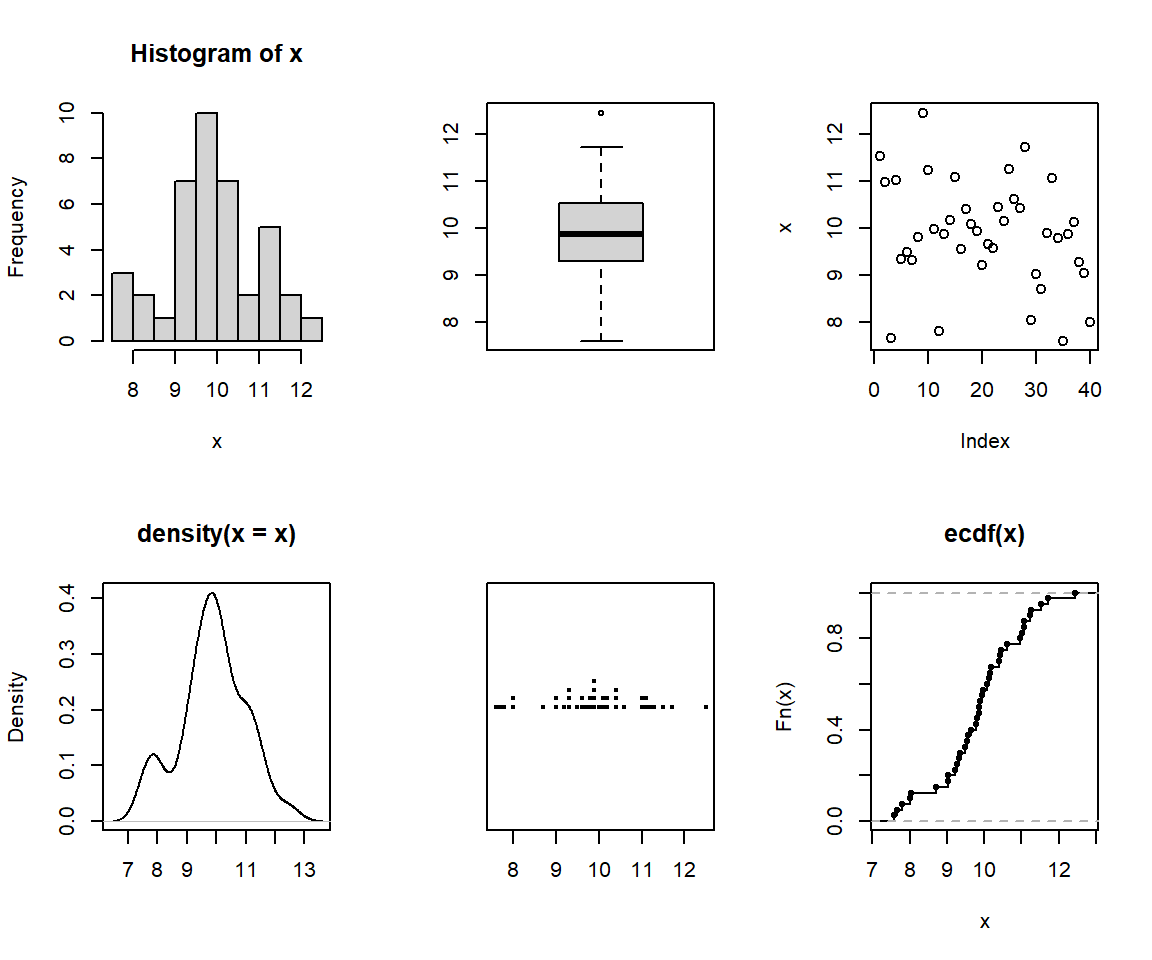 Histogram of x
Frequency
0 2 4 6 8 10
8 9 10 11 12
x
8 9 10 11 12
x
8 9 10 11 12
0 10 20 30 40
Index
density(x = x)
Density
0.0 0.1 0.2 0.3 0.4
7 8 9 11 13
8 9 10 11 12
ecdf(x)
Fn(x)
0.0 0.4 0.8
7 8 9 10 12
x